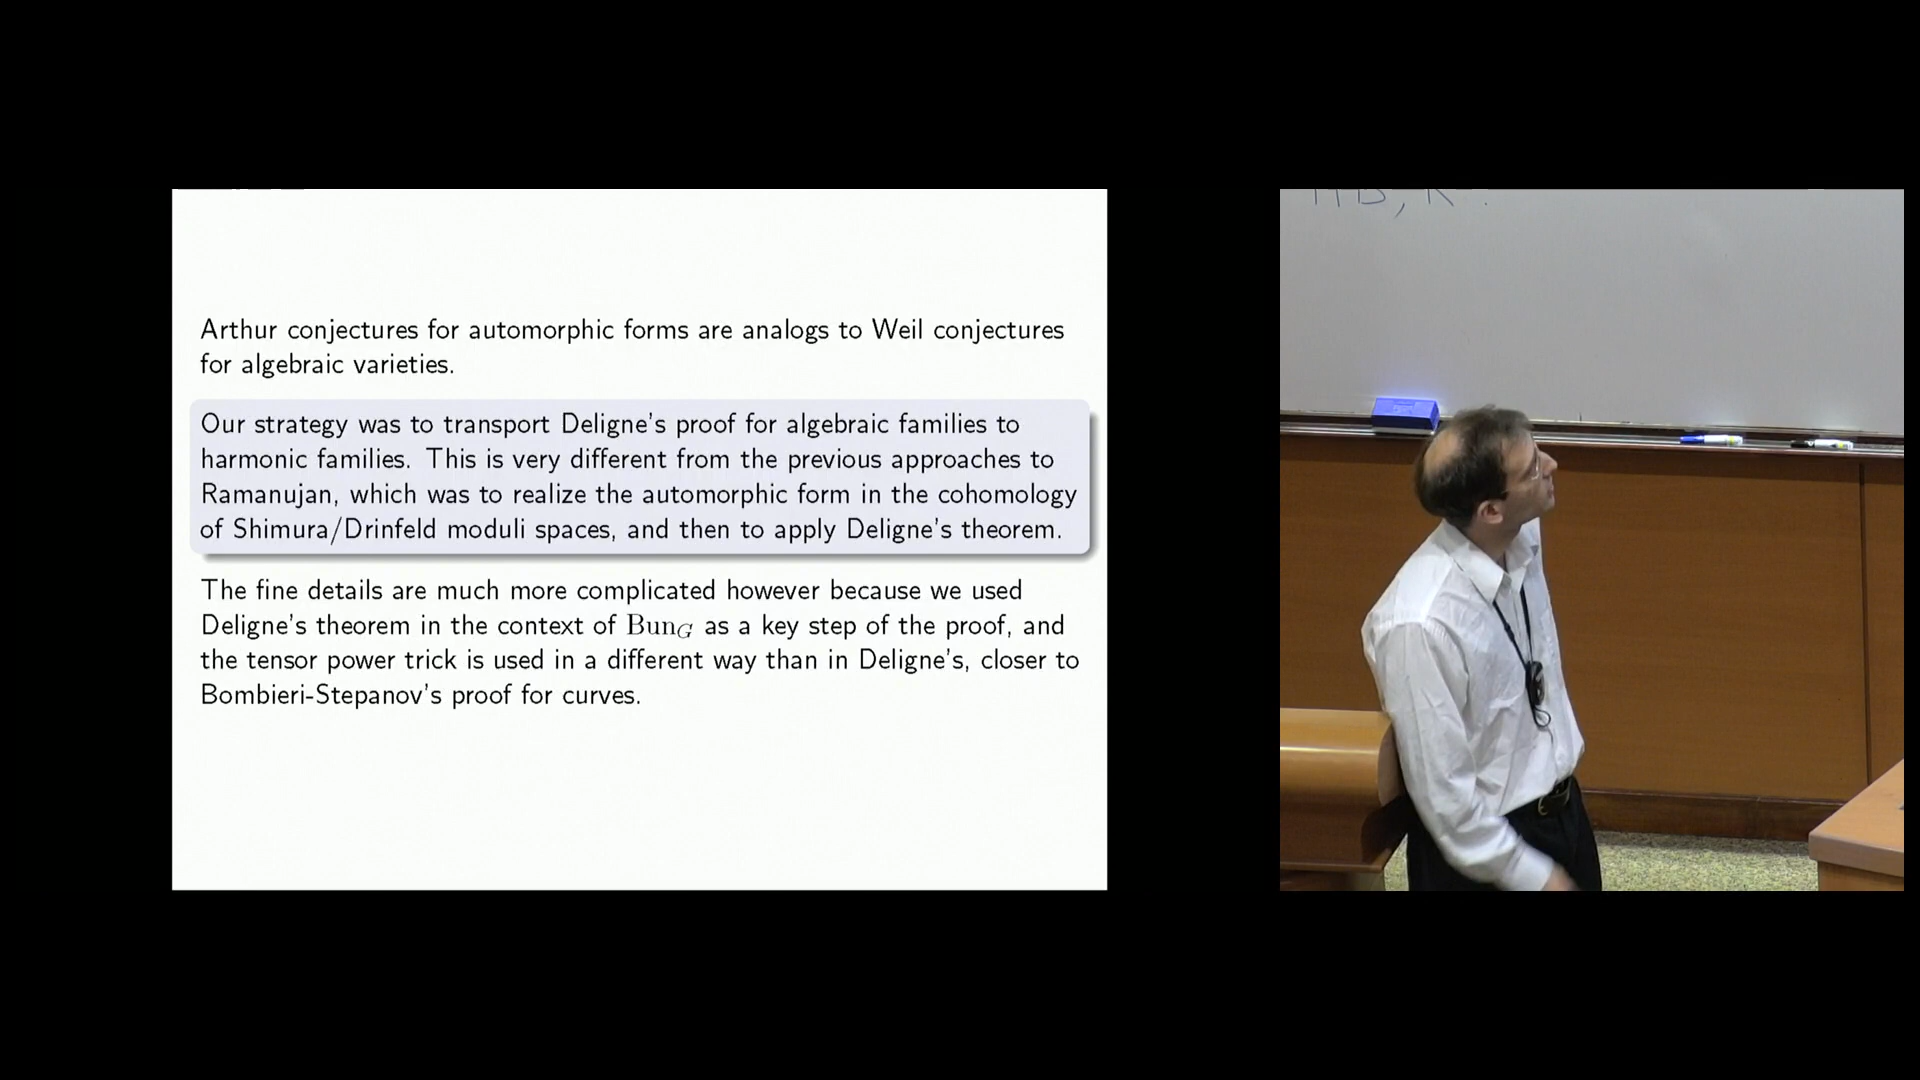 Arthur conjectures for automorphic forms are analogs to Weil conjectures
for algebraic varieties.
Our strategy was to transport Deligne's proof for algebraic families to
harmonic families. This is very different from the previous approaches to
Ramanujan, which was to realize the automorphic form in the cohomology
of Shimura/Drinfeld moduli spaces, and then to apply Deligne's theorem.
The fine details are much more complicated however because we used
Deligne's theorem in the context of Bun_G as a key step of the proof, and
the tensor power trick is used in a different way than in Deligne's, closer to
Bombieri-Stepanov's proof for curves.